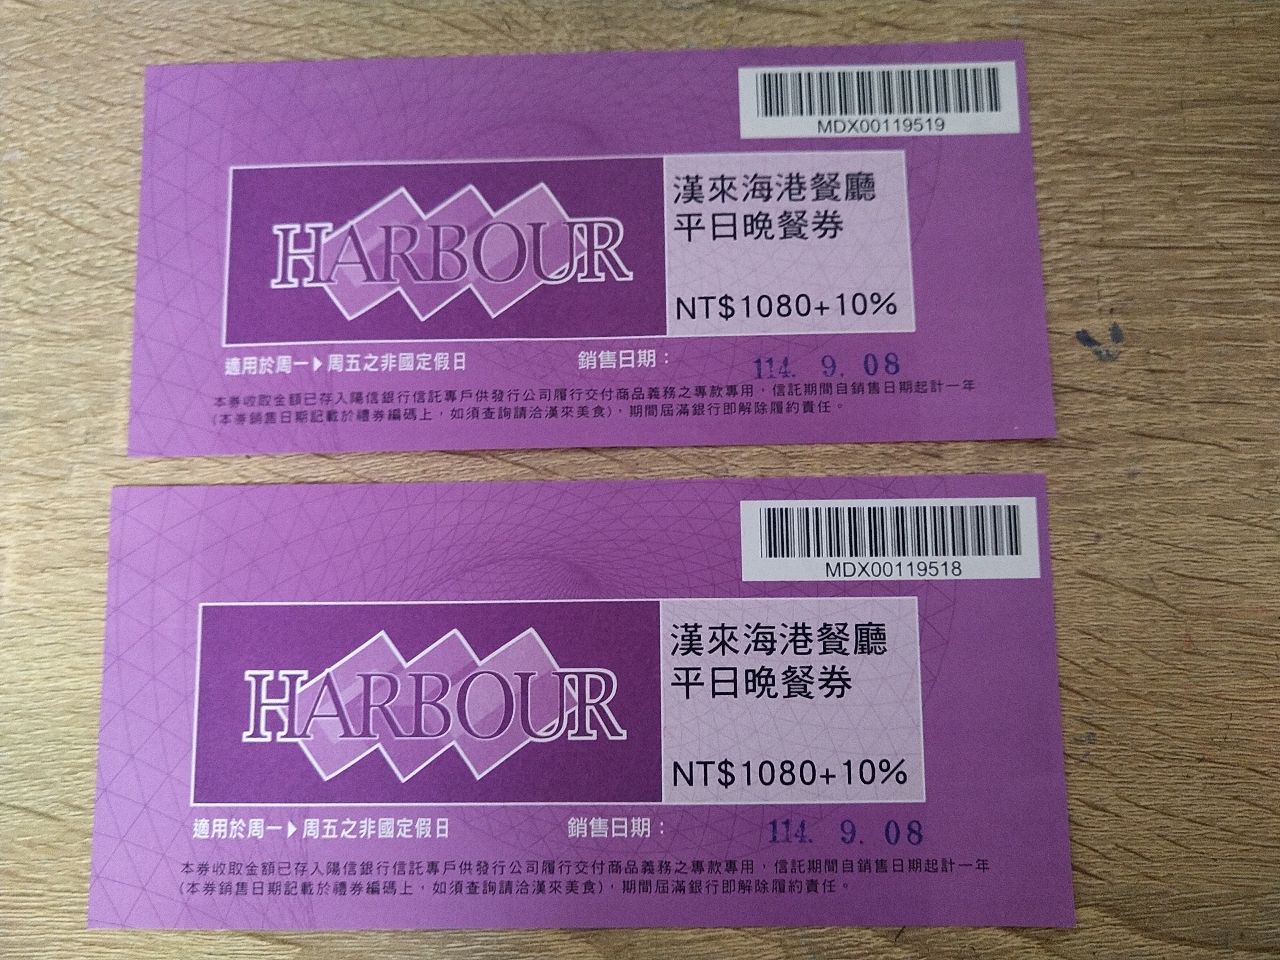 MDX00119519
HARBOUR
漢來海港餐廳
平日晚餐券
NT$1080+10%
適用於周一▶周五之非國定假日
銷售日期：
114. 9. 08
本券收取金額已存入陽信銀行信託專戶供發行公司履行交付商品義務之專款專用，信託期間自銷售日期起計一年
(本券銷售日期記載於禮券編碼上，如須查詢請洽漢來美食)，期間屆滿銀行即解除履約責任。
MDX00119518
HARBOUR
漢來海港餐廳
平日晚餐券
NT$1080+10%
適用於周一▶周五之非國定假日
銷售日期：
114. 9. 08
本券收取金額已存入陽信銀行信託專戶供發行公司履行交付商品義務之專款專用，信託期間自銷售日期起計一年
(本券銷售日期記載於禮券編碼上，如須查詢請洽漢來美食)，期間屆滿銀行即解除履約責任。